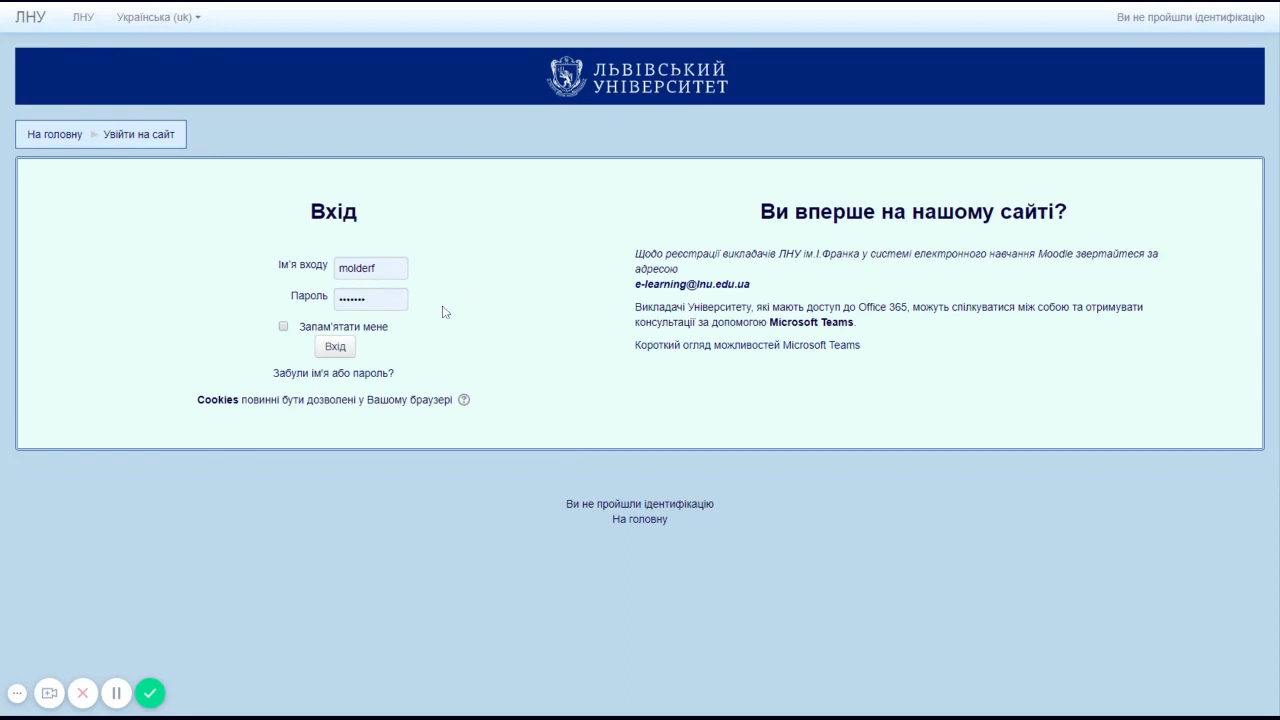 ЛНУ ЛНУ Українська (uk) Ви не пройшли ідентифікацію
ЛЬВІВСЬКИЙ
УНІВЕРСИТЕТ
На головну Увійти на сайт
Вхід
Ім'я входу molderf
Пароль •••••••
Запам'ятати мене
Вхід
Забули ім'я або пароль?
Cookies повинні бути дозволені у Вашому браузері
Ви вперше на нашому сайті?
Щодо реєстрації викладачів ЛНУ ім.І.Франка у системі електронного навчання Moodle звертайтеся за
адресою
e-learning@lnu.edu.ua
Викладачі Університету, які мають доступ до Office 365, можуть спілкуватися між собою та отримувати
консультації за допомогою Microsoft Teams.
Короткий огляд можливостей Microsoft Teams
Ви не пройшли ідентифікацію
На головну